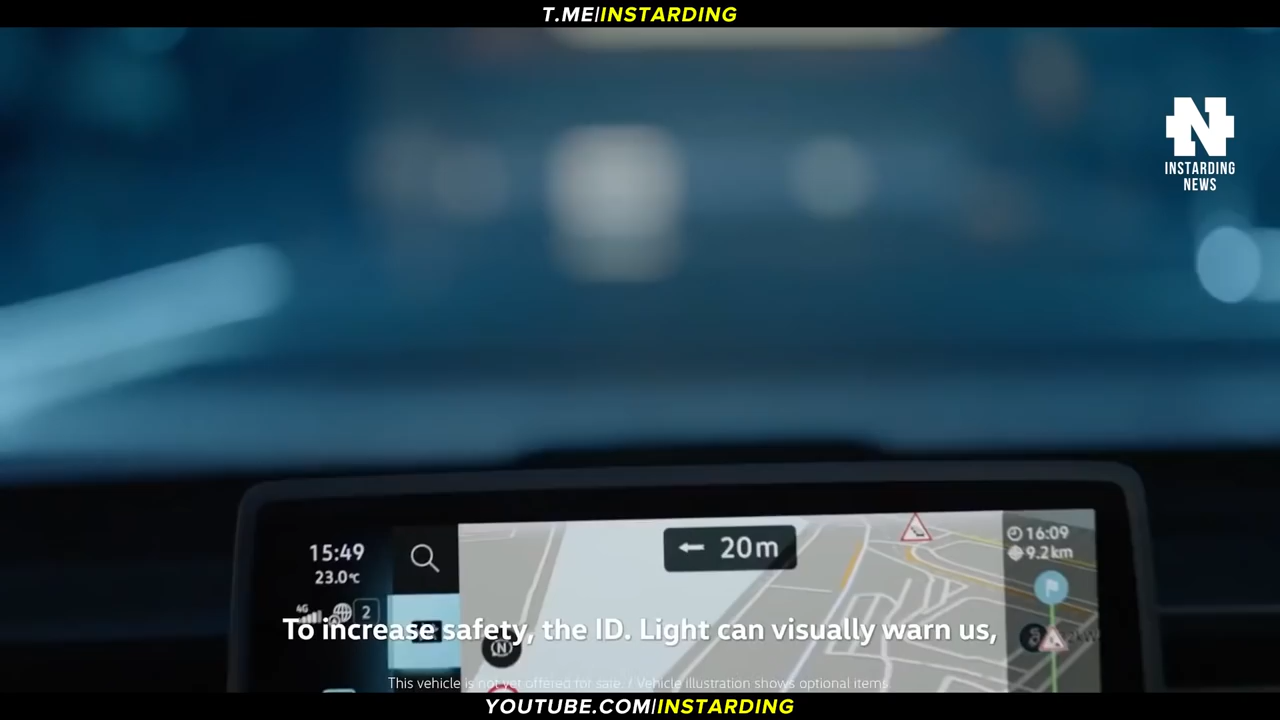 T.ME|INSTARDING
N
INSTARDING
NEWS
15:49
23.0°C
4G
2
20m
16:09
9.2km
N
To increase safety, the ID. Light can visually warn us,
This vehicle is not yet offered for sale. / Vehicle illustration shows optional items
YOUTUBE.COM|INSTARDING